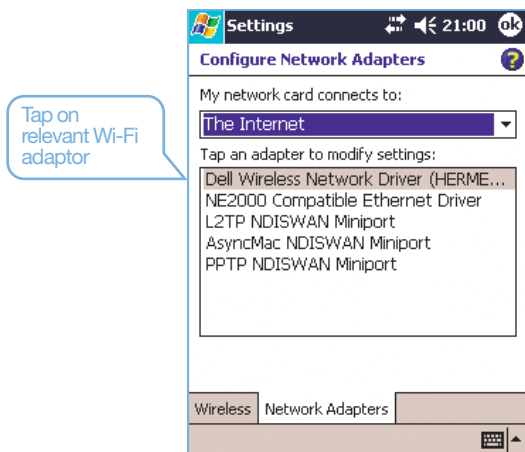 Settings 21:00 ok
Configure Network Adapters ?
Tap on
relevant Wi-Fi
adaptor
My network card connects to:
The Internet
Tap an adapter to modify settings:
Dell Wireless Network Driver (HERME...
NE2000 Compatible Ethernet Driver
L2TP NDISWAN Miniport
AsyncMac NDISWAN Miniport
PPTP NDISWAN Miniport
Wireless Network Adapters